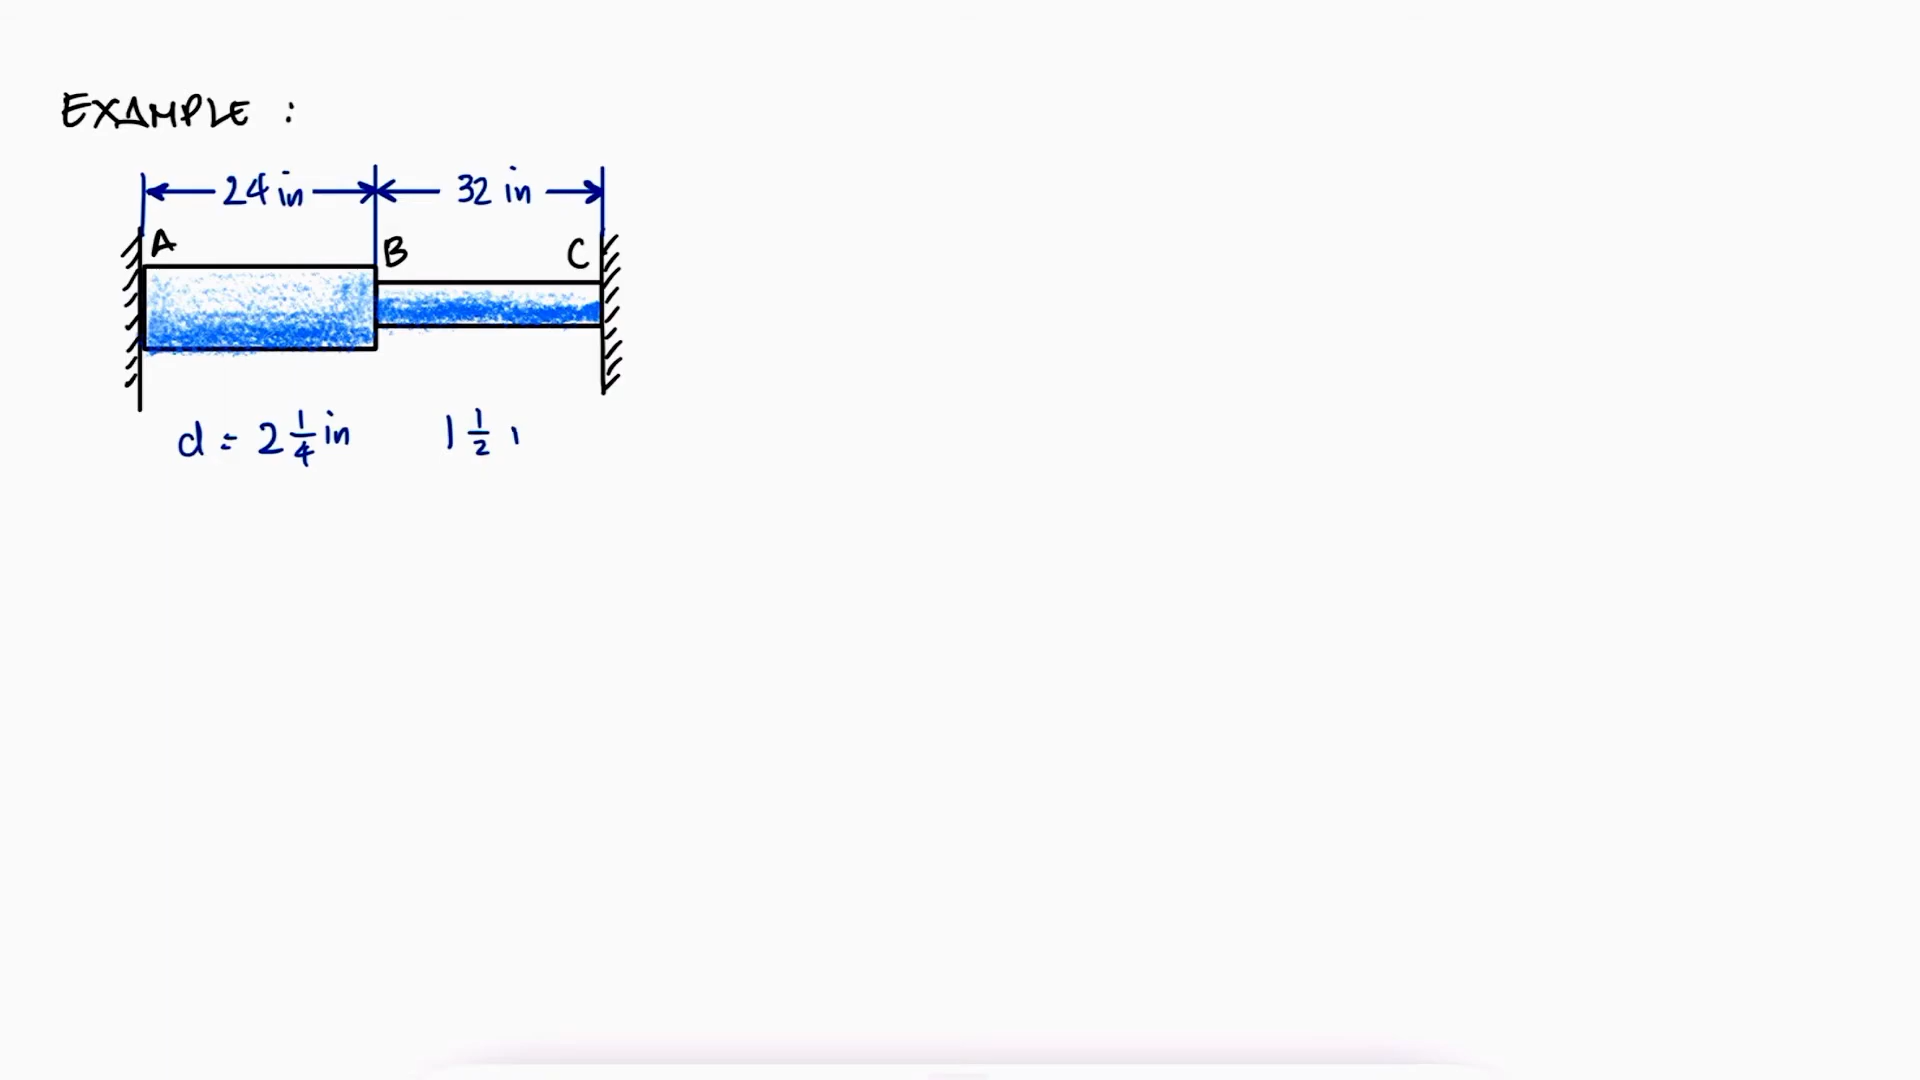 EXAMPLE :
24 in 32 in
A B C
d = 2 1/4 in 1 1/2